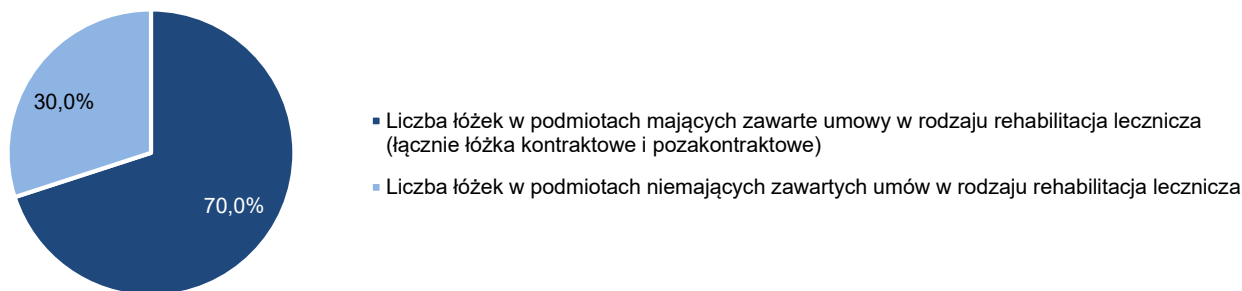 30,0%
70,0%
Liczba łóżek w podmiotach mających zawarte umowy w rodzaju rehabilitacja lecznicza
(łącznie łóżka kontraktowe i pozakontraktowe)
Liczba łóżek w podmiotach niemających zawartych umów w rodzaju rehabilitacja lecznicza